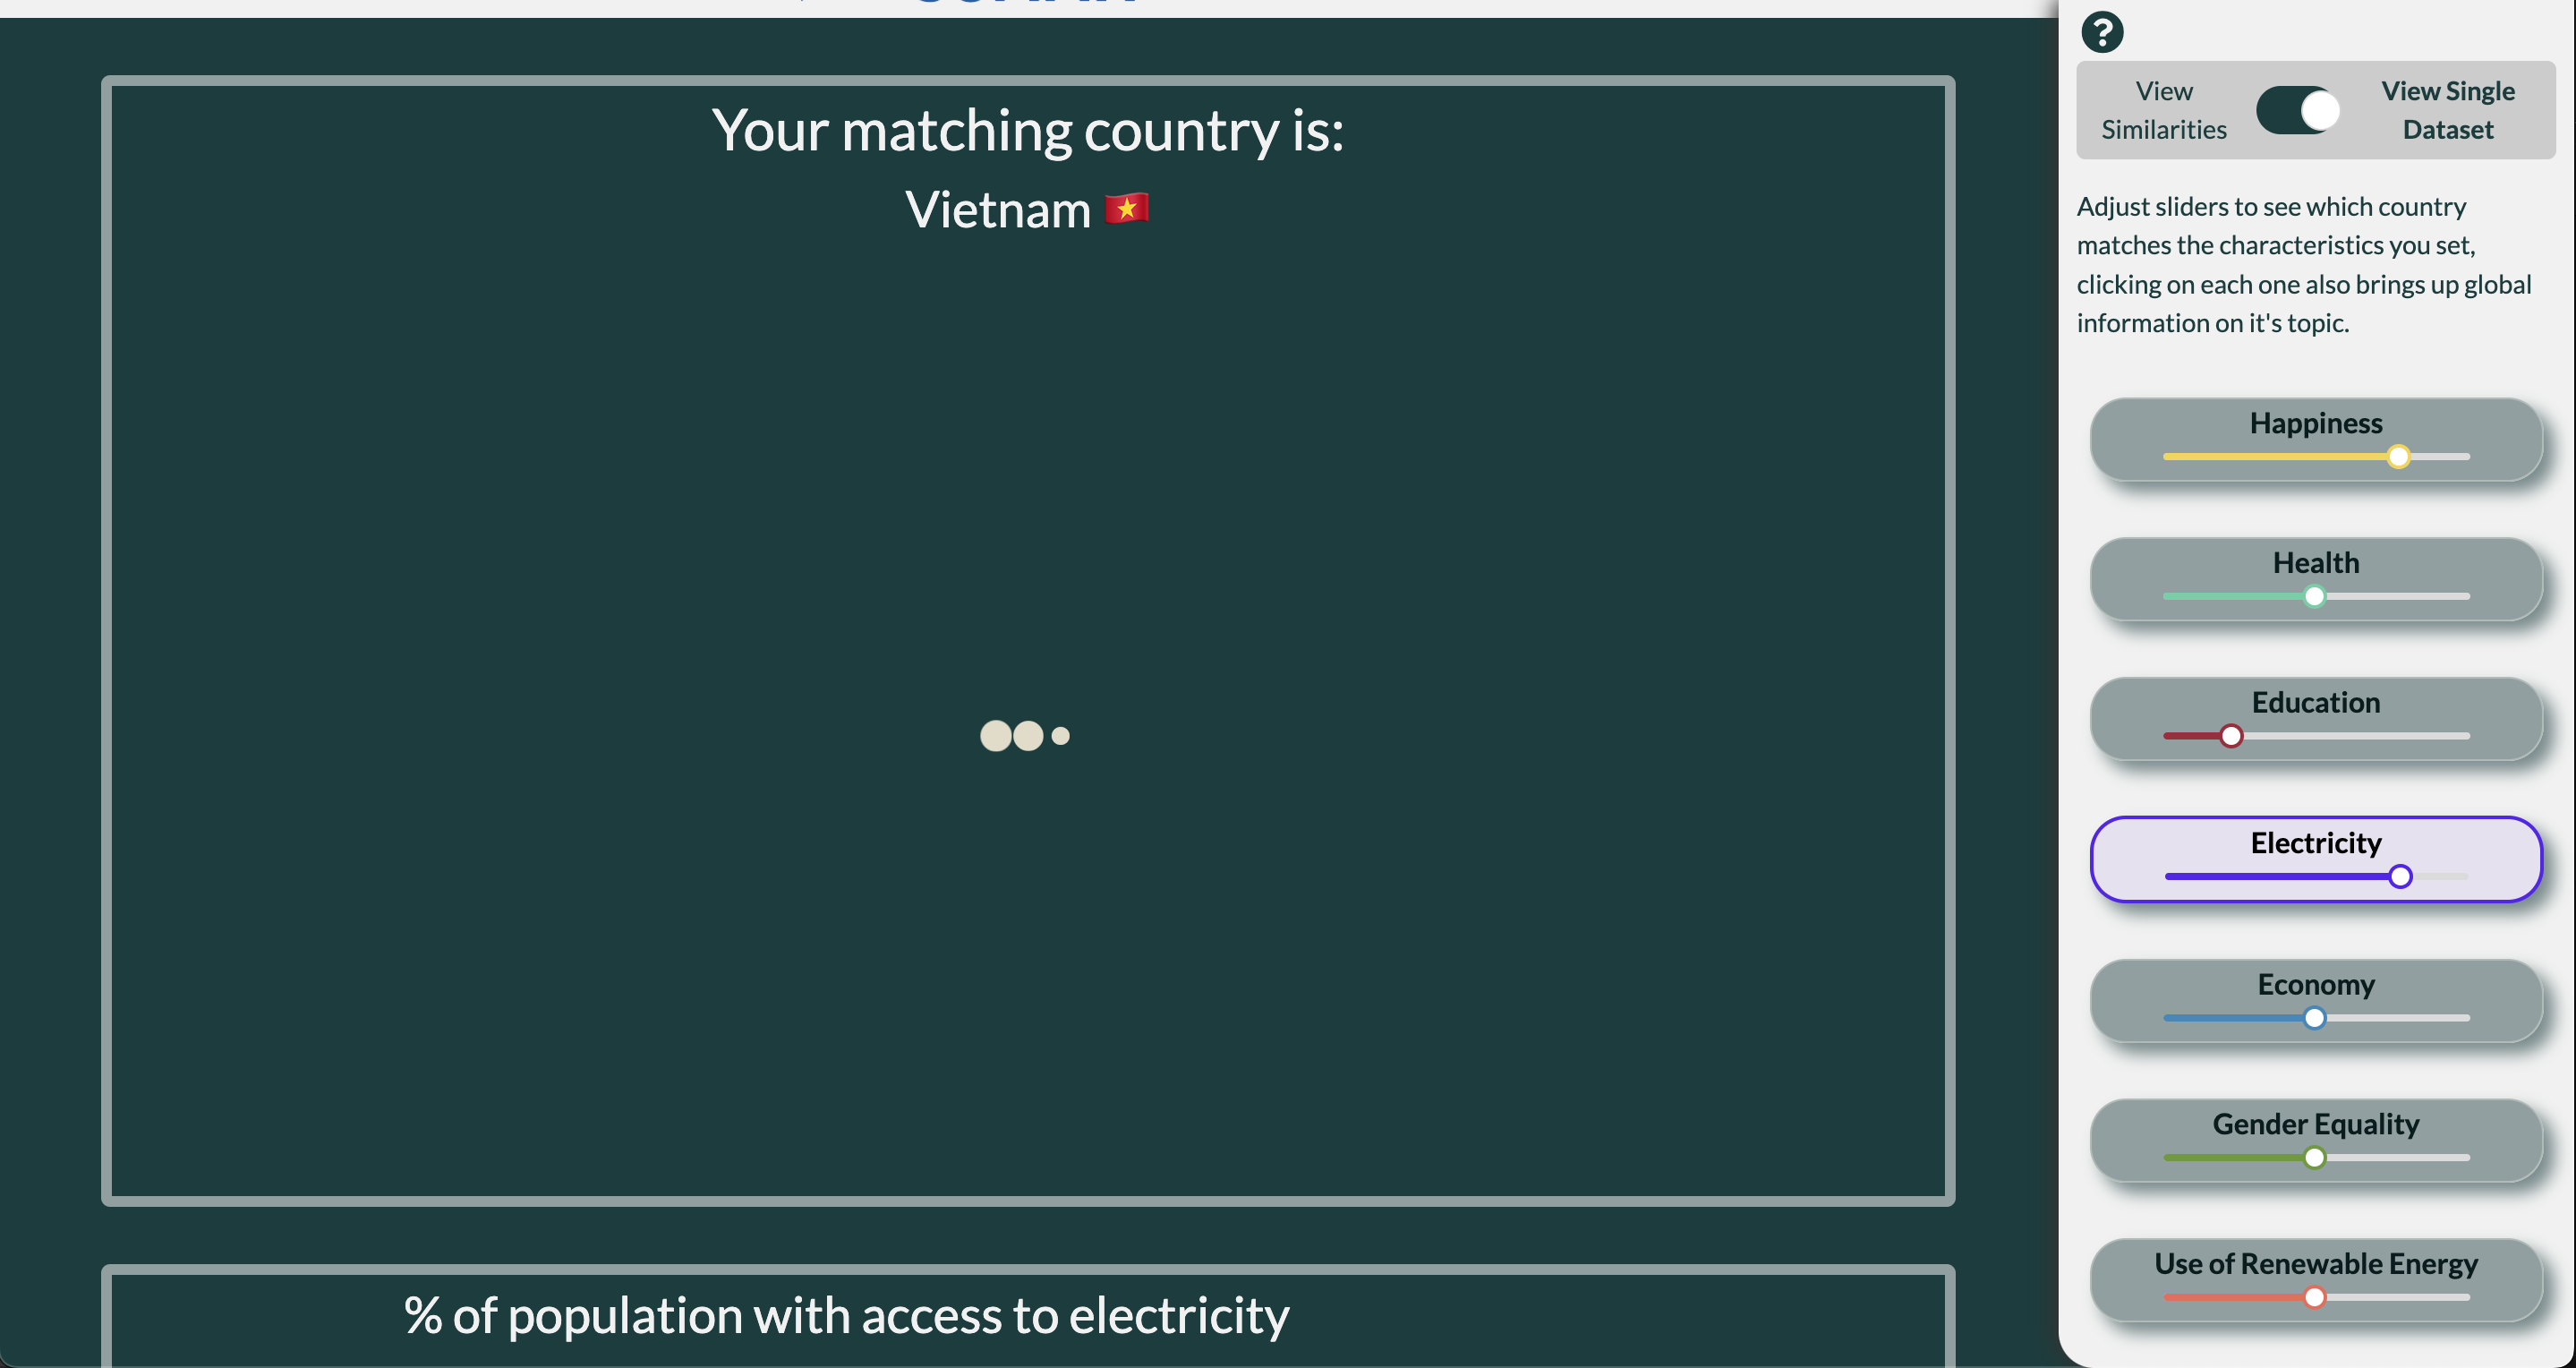 Your matching country is:
Vietnam 🇻🇳
% of population with access to electricity
?
View
Similarities
View Single
Dataset
Adjust sliders to see which country
matches the characteristics you set,
clicking on each one also brings up global
information on it's topic.
Happiness
Health
Education
Electricity
Economy
Gender Equality
Use of Renewable Energy